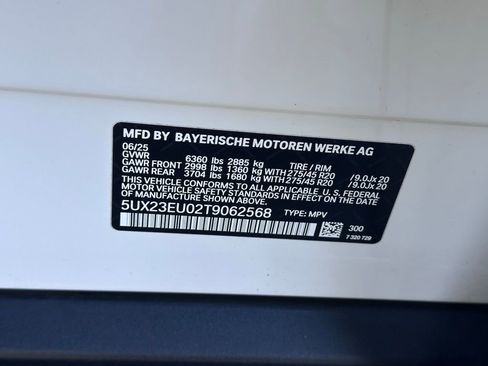 MFD BY BAYERISCHE MOTOREN WERKE AG
06/25
GVWR 6360 lbs 2885 kg TIRE / RIM
GAWR FRONT 2998 lbs 1360 kg WITH 275/45 R20 / 9.0Jx 20
GAWR REAR 3704 lbs 1680 kg WITH 275/45 R20 / 9.0Jx 20
THIS VEHICLE CONFORMS TO ALL APPLICABLE U.S. FEDERAL
MOTOR VEHICLE SAFETY STANDARDS IN EFFECT ON THE DATE OF
MANUFACTURE SHOWN ABOVE.
5UX23EU02T9062568 TYPE: MPV
300
7 320 729